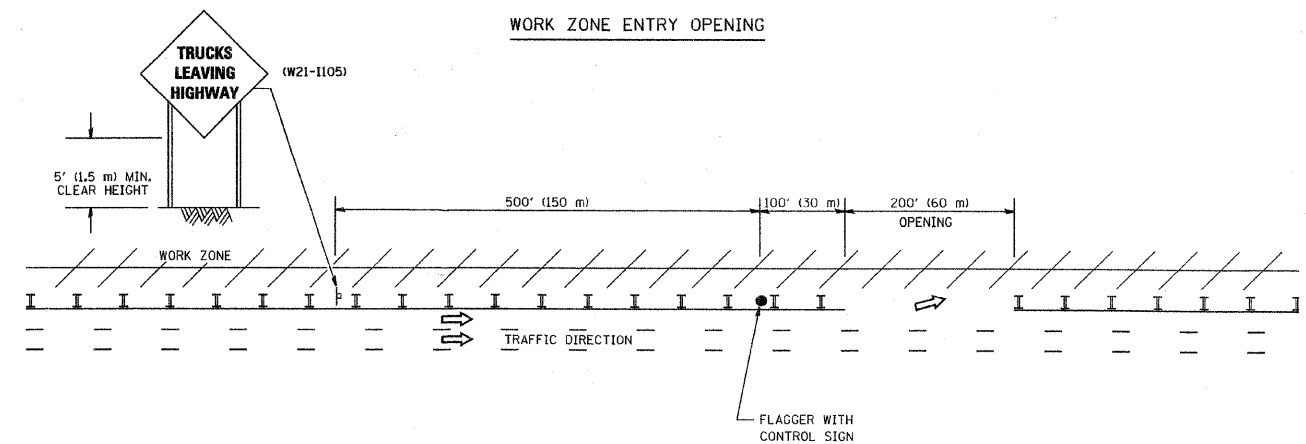 WORK ZONE ENTRY OPENING
TRUCKS
LEAVING
HIGHWAY
(W21-I105)
5' (1.5 m) MIN.
CLEAR HEIGHT
500' (150 m)
100' (30 m)
200' (60 m)
OPENING
WORK ZONE
TRAFFIC DIRECTION
FLAGGER WITH
CONTROL SIGN